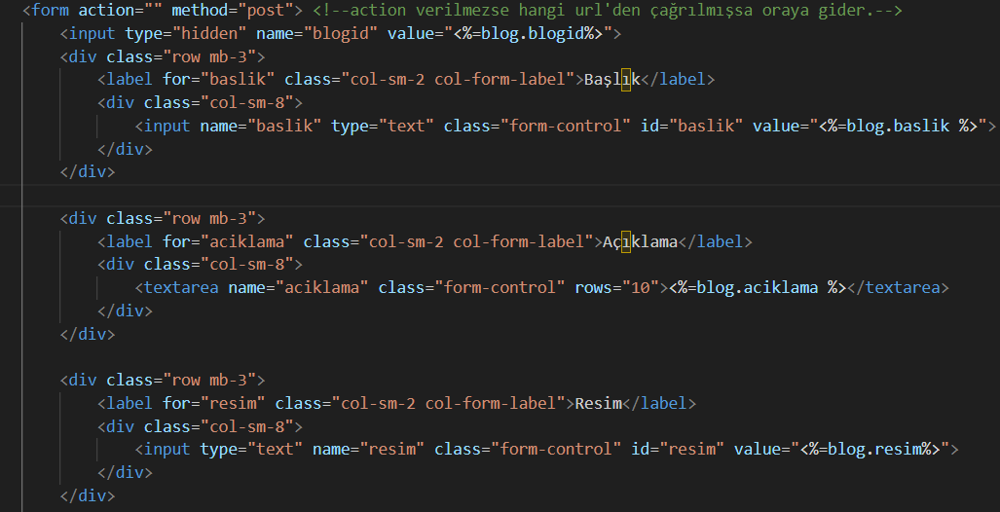 <form action="" method="post"> <!--action verilmezse hangi url'den çağrılmışsa oraya gider.-->
<input type="hidden" name="blogid" value="<%=blog.blogid%>">
<div class="row mb-3">
<label for="baslik" class="col-sm-2 col-form-label">Başlık</label>
<div class="col-sm-8">
<input name="baslik" type="text" class="form-control" id="baslik" value="<%=blog.baslik %>">
</div>
</div>
<div class="row mb-3">
<label for="aciklama" class="col-sm-2 col-form-label">Açıklama</label>
<div class="col-sm-8">
<textarea name="aciklama" class="form-control" rows="10"><%=blog.aciklama %></textarea>
</div>
</div>
<div class="row mb-3">
<label for="resim" class="col-sm-2 col-form-label">Resim</label>
<div class="col-sm-8">
<input type="text" name="resim" class="form-control" id="resim" value="<%=blog.resim%>">
</div>
</div>